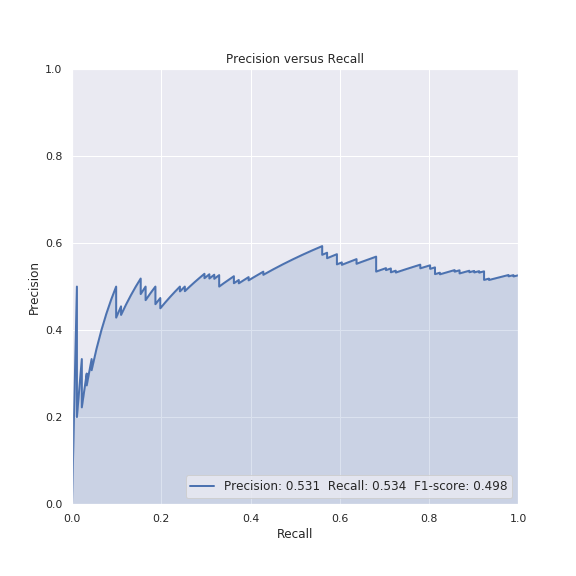 Precision versus Recall
1.0
0.8
0.6
Precision
0.4
0.2
0.0
Precision: 0.531  Recall: 0.534  F1-score: 0.498
0.0 0.2 0.4 0.6 0.8 1.0
Recall